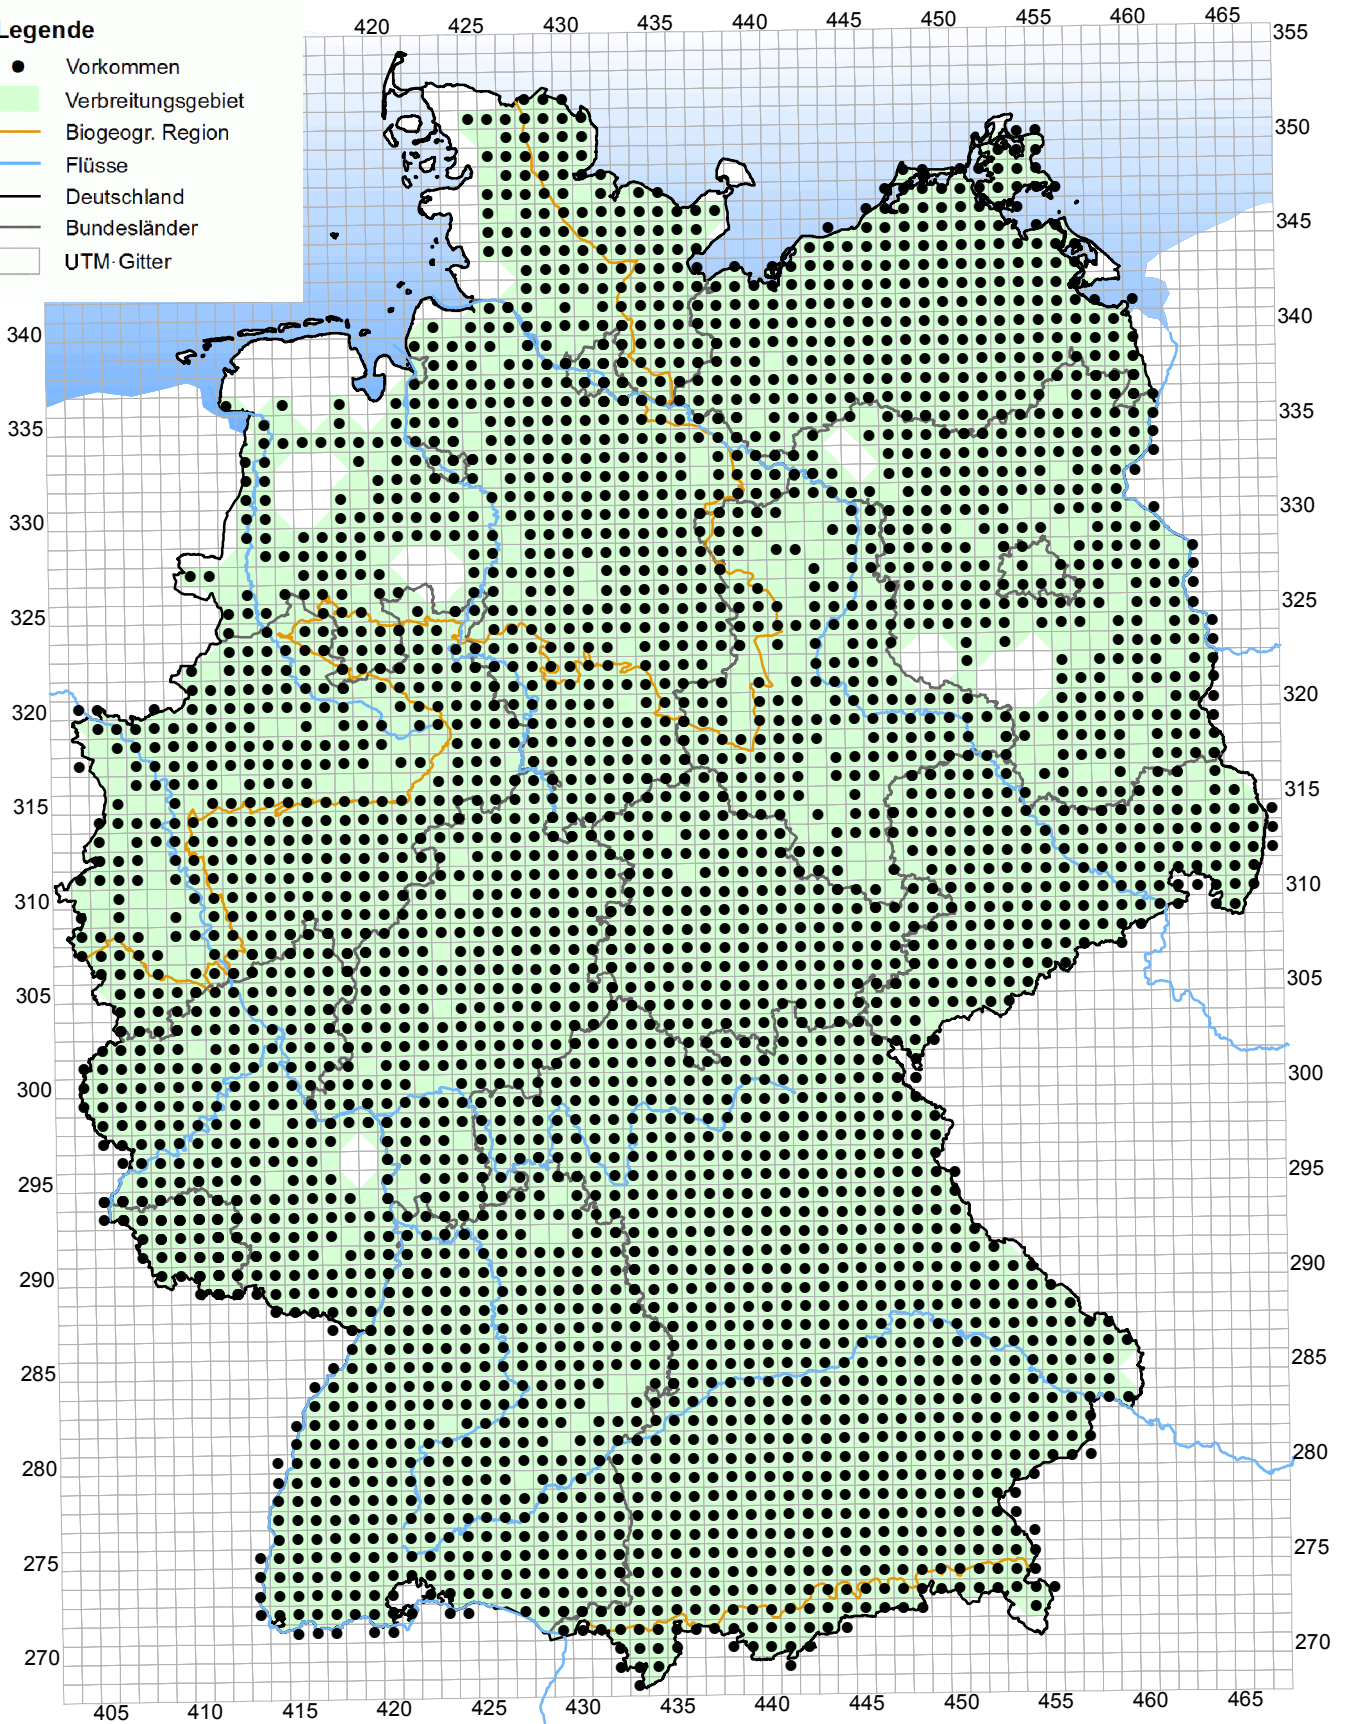 420 425 430 435 440 445 450 455 460 465
Legende
Vorkommen
Verbreitungsgebiet
Biogeogr. Region
Flüsse
Deutschland
Bundesländer
UTM-Gitter
355
350
345
340 340
335 335
330 330
325 325
320 320
315 315
310 310
305 305
300 300
295 295
290 290
285 285
280 280
275 275
270 270
405 410 415 420 425 430 435 440 445 450 455 460 465